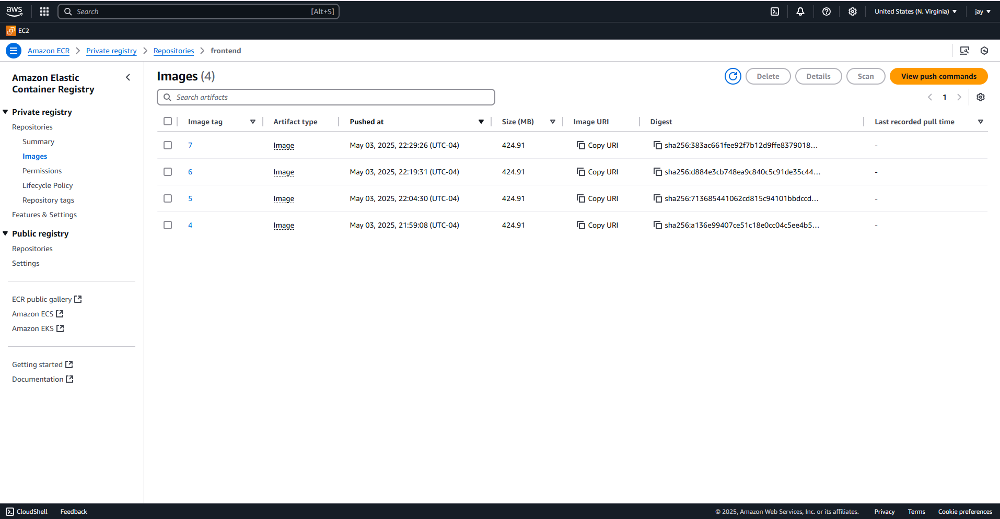 aws
Search [Alt+S]
United States (N. Virginia) jay
EC2
Amazon ECR Private registry Repositories frontend
Amazon Elastic
Container Registry
Private registry
Repositories
Summary
Images
Permissions
Lifecycle Policy
Repository tags
Features & Settings
Public registry
Repositories
Settings
ECR public gallery
Amazon ECS
Amazon EKS
Getting started
Documentation
Images (4)
Delete Details Scan View push commands
Search artifacts
1
Image tag Artifact type Pushed at Size (MB) Image URI Digest Last recorded pull time
7 Image May 03, 2025, 22:29:26 (UTC-04) 424.91 Copy URI sha256:383ac661fee92f7b12d9ffe8379018... -
6 Image May 03, 2025, 22:19:31 (UTC-04) 424.91 Copy URI sha256:d884e3cb748ea9c840c5c91de35c44... -
5 Image May 03, 2025, 22:04:30 (UTC-04) 424.91 Copy URI sha256:713685441062cd815c94101bbdccd... -
4 Image May 03, 2025, 21:59:08 (UTC-04) 424.91 Copy URI sha256:a136e99407ce51c18e0cc04c5ee4b5... -
CloudShell Feedback © 2025, Amazon Web Services, Inc. or its affiliates. Privacy Terms Cookie preferences